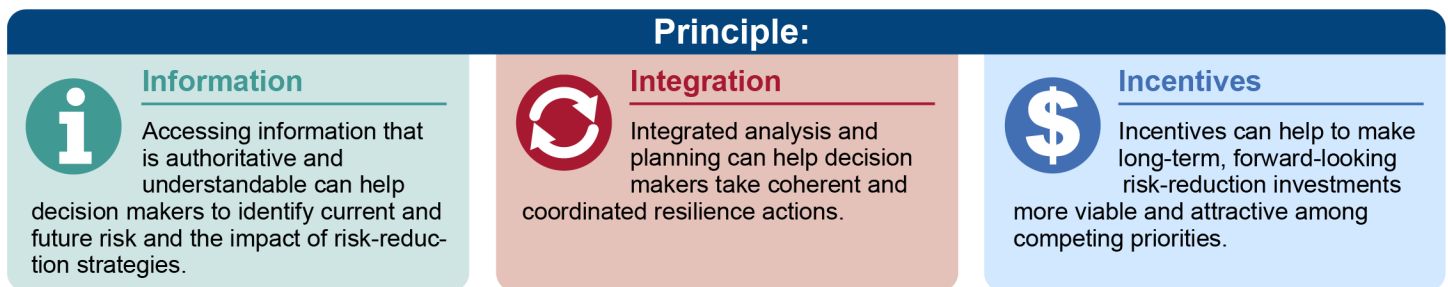 Principle:
Information
Accessing information that
is authoritative and
understandable can help
decision makers to identify current and
future risk and the impact of risk-reduc-
tion strategies.
Integration
Integrated analysis and
planning can help decision
makers take coherent and
coordinated resilience actions.
Incentives
Incentives can help to make
long-term, forward-looking
risk-reduction investments
more viable and attractive among
competing priorities.